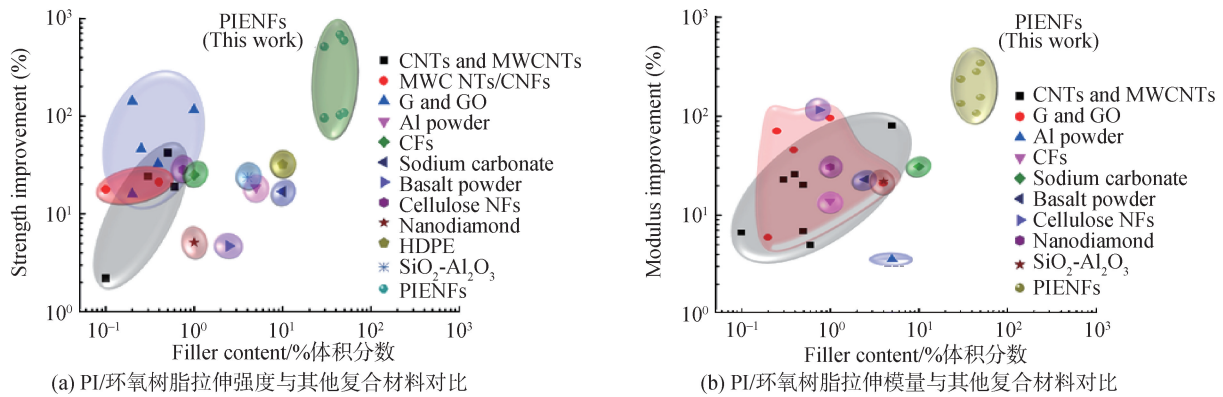 PIENFs
(This work)
Strength improvement (%)
10³
10²
10¹
10⁰
10⁻¹ 10⁰ 10¹ 10² 10³
Filler content/%体积分数
CNTs and MWCNTS
MWC NTs/CNFs
G and GO
Al powder
CFs
Sodium carbonate
Basalt powder
Cellulose NFs
Nanodiamond
HDPE
SiO₂-Al₂O₃
PIENFs
(a) PI/环氧树脂拉伸强度与其他复合材料对比
PIENFs
(This work)
Modulus improvement (%)
10³
10²
10¹
10⁰
10⁻¹ 10⁰ 10¹ 10² 10³
Filler content/%体积分数
CNTs and MWCNTs
G and GO
Al powder
CFs
Sodium carbonate
Basalt powder
Cellulose NFs
Nanodiamond
SiO₂-Al₂O₃
PIENFs
(b) PI/环氧树脂拉伸模量与其他复合材料对比